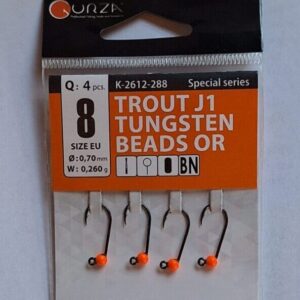 QURZA
Q: 4 pcs.
K-2612-288
Special series
8
SIZE EU
Ø: 0,70 mm
W: 0,260 g
TROUT J1
TUNGSTEN
BEADS OR
BN